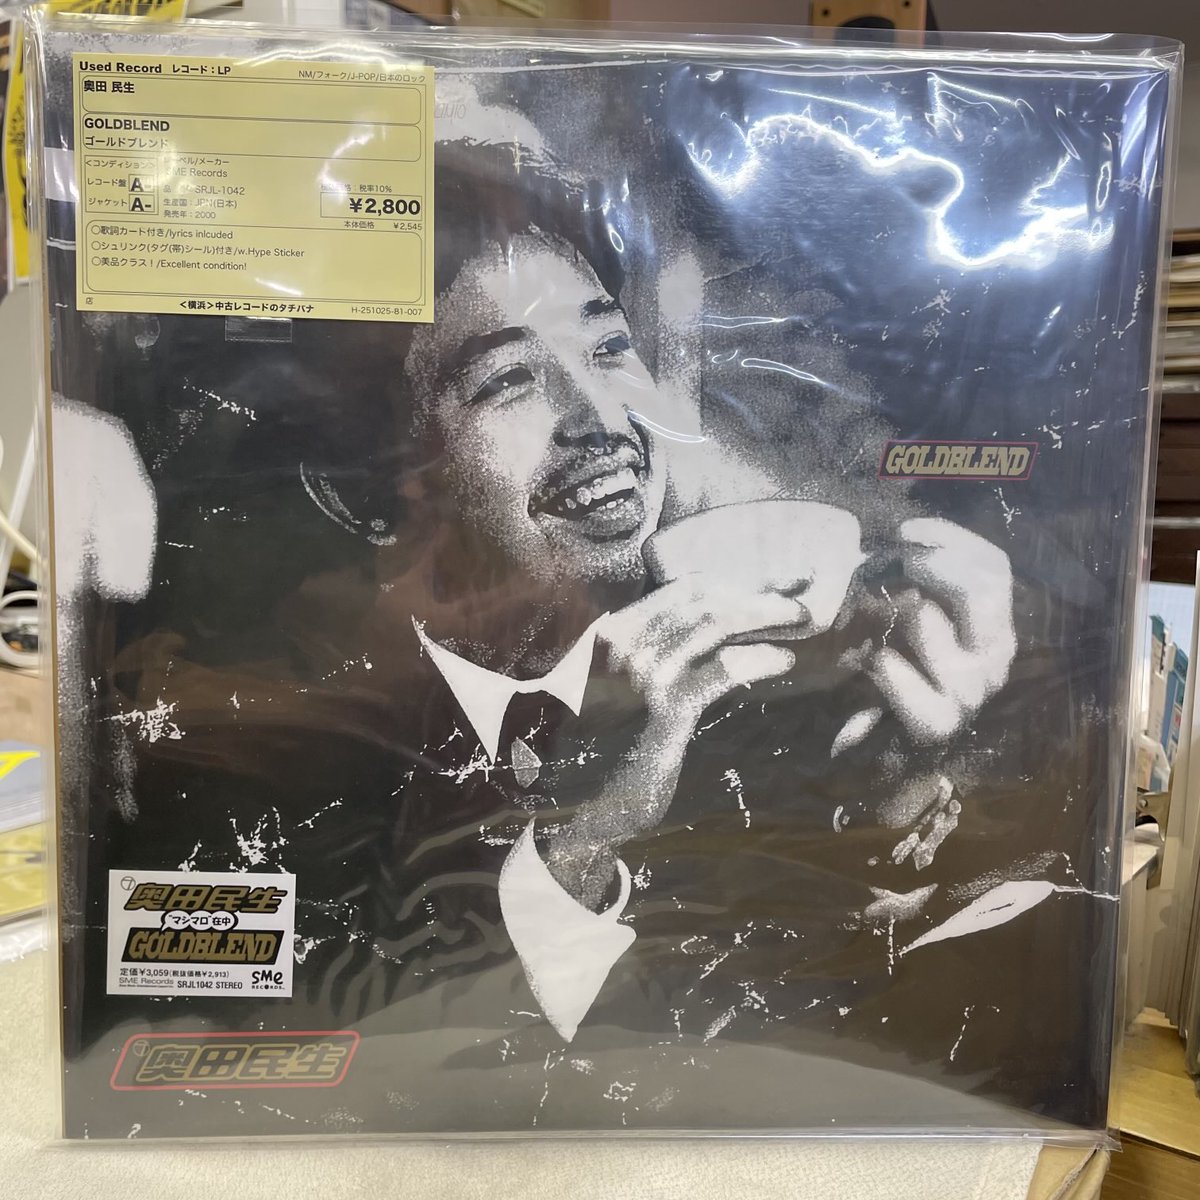 Used Record レコード：LP
NM/フォーク/J-POP/日本のロック
奥田 民生
GOLDBLEND
ゴールドブレンド
<コンディション>
レコード盤 A-
ジャケット A-
ベル/メーカー
SME Records
品 SRJL-1042
生産国：JPN(日本)
発売年：2000
価格：税率10%
¥2,800
本体価格 ¥2,545
○歌詞カード付き/lyrics inlcuded
○シュリンク(タグ(帯)シール)付き/w.Hype Sticker
○美品クラス！/Excellent condition!
店
<横浜>中古レコードのタチバナ
H-251025-81-007
GOLDBLEND
奥田民生
"マシマロ"在中
GOLDBLEND
定価¥3,059(税抜価格¥2,913)
SME Records
SRJL1042 STEREO
SMe
RECORDS
奥田民生